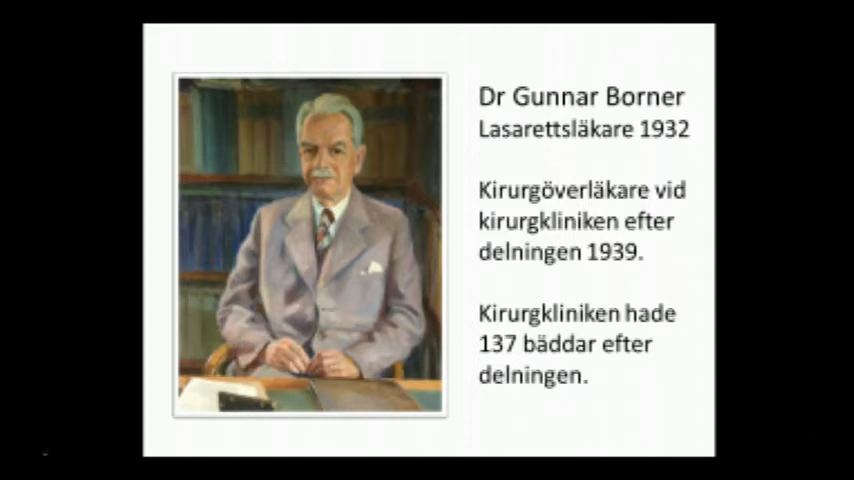 Dr Gunnar Borner
Lasarettsläkare 1932
Kirurgöverläkare vid
kirurgkliniken efter
delningen 1939.
Kirurgkliniken hade
137 bäddar efter
delningen.